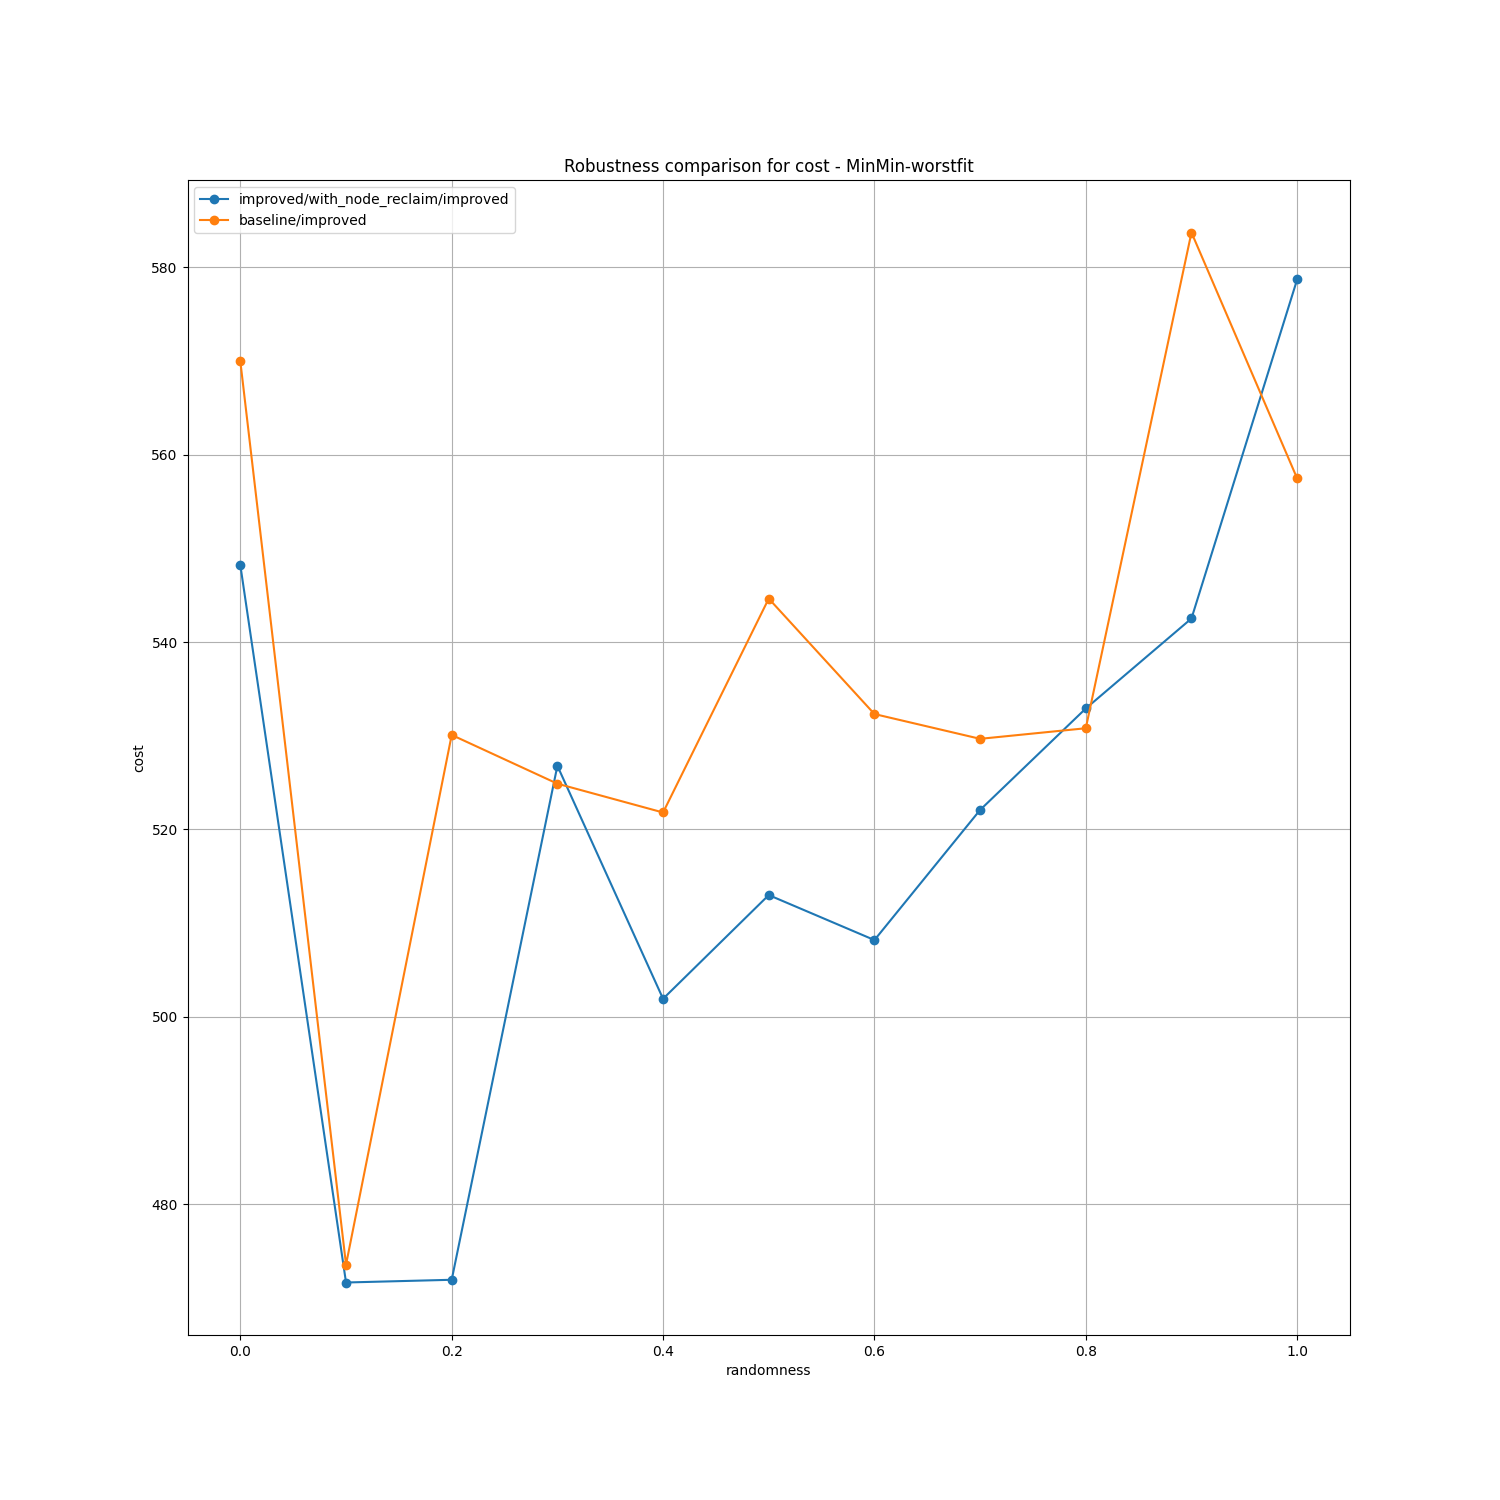 Robustness comparison for cost - MinMin-worstfit
improved/with_node_reclaim/improved
baseline/improved
cost
580
560
540
520
500
480
0.0
0.2
0.4
0.6
0.8
1.0
randomness